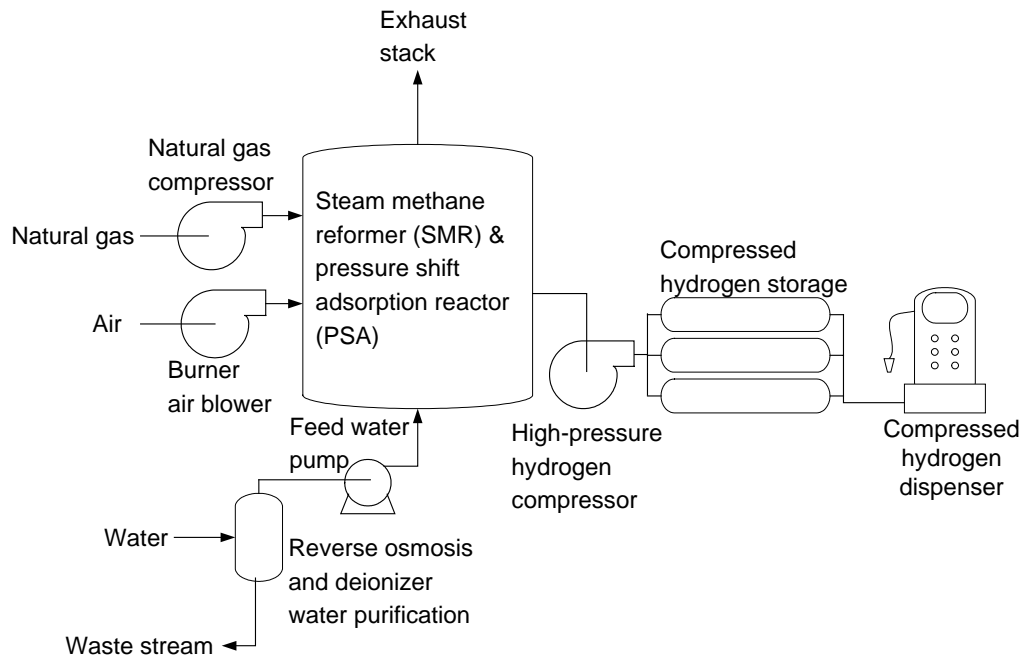 Exhaust
stack
Natural gas
compressor
Natural gas
Steam methane
reformer (SMR) &
pressure shift
adsorption reactor
(PSA)
Air
Burner
air blower
Compressed
hydrogen storage
Feed water
pump
High-pressure
hydrogen
compressor
Compressed
hydrogen
dispenser
Water
Reverse osmosis
and deionizer
water purification
Waste stream